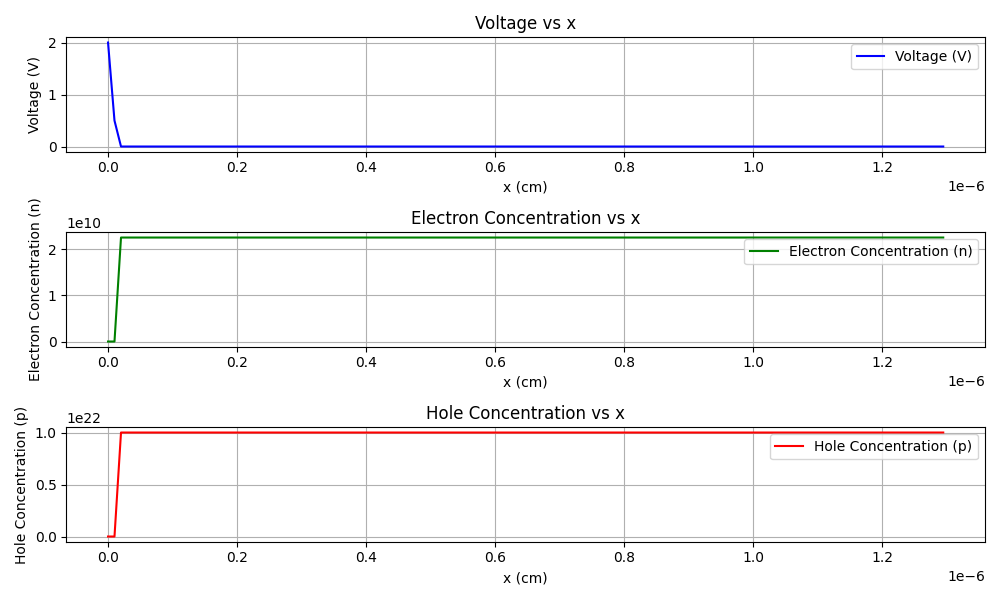 Voltage vs x
Voltage (V)
2
1
0
Voltage (V)
0.0 0.2 0.4 0.6 0.8 1.0 1.2
x (cm)
1e−6
Electron Concentration vs x
1e10
Electron Concentration (n)
2
1
0
Electron Concentration (n)
0.0 0.2 0.4 0.6 0.8 1.0 1.2
x (cm)
1e−6
Hole Concentration vs x
1e22
Hole Concentration (p)
1.0
0.5
0.0
Hole Concentration (p)
0.0 0.2 0.4 0.6 0.8 1.0 1.2
x (cm)
1e−6